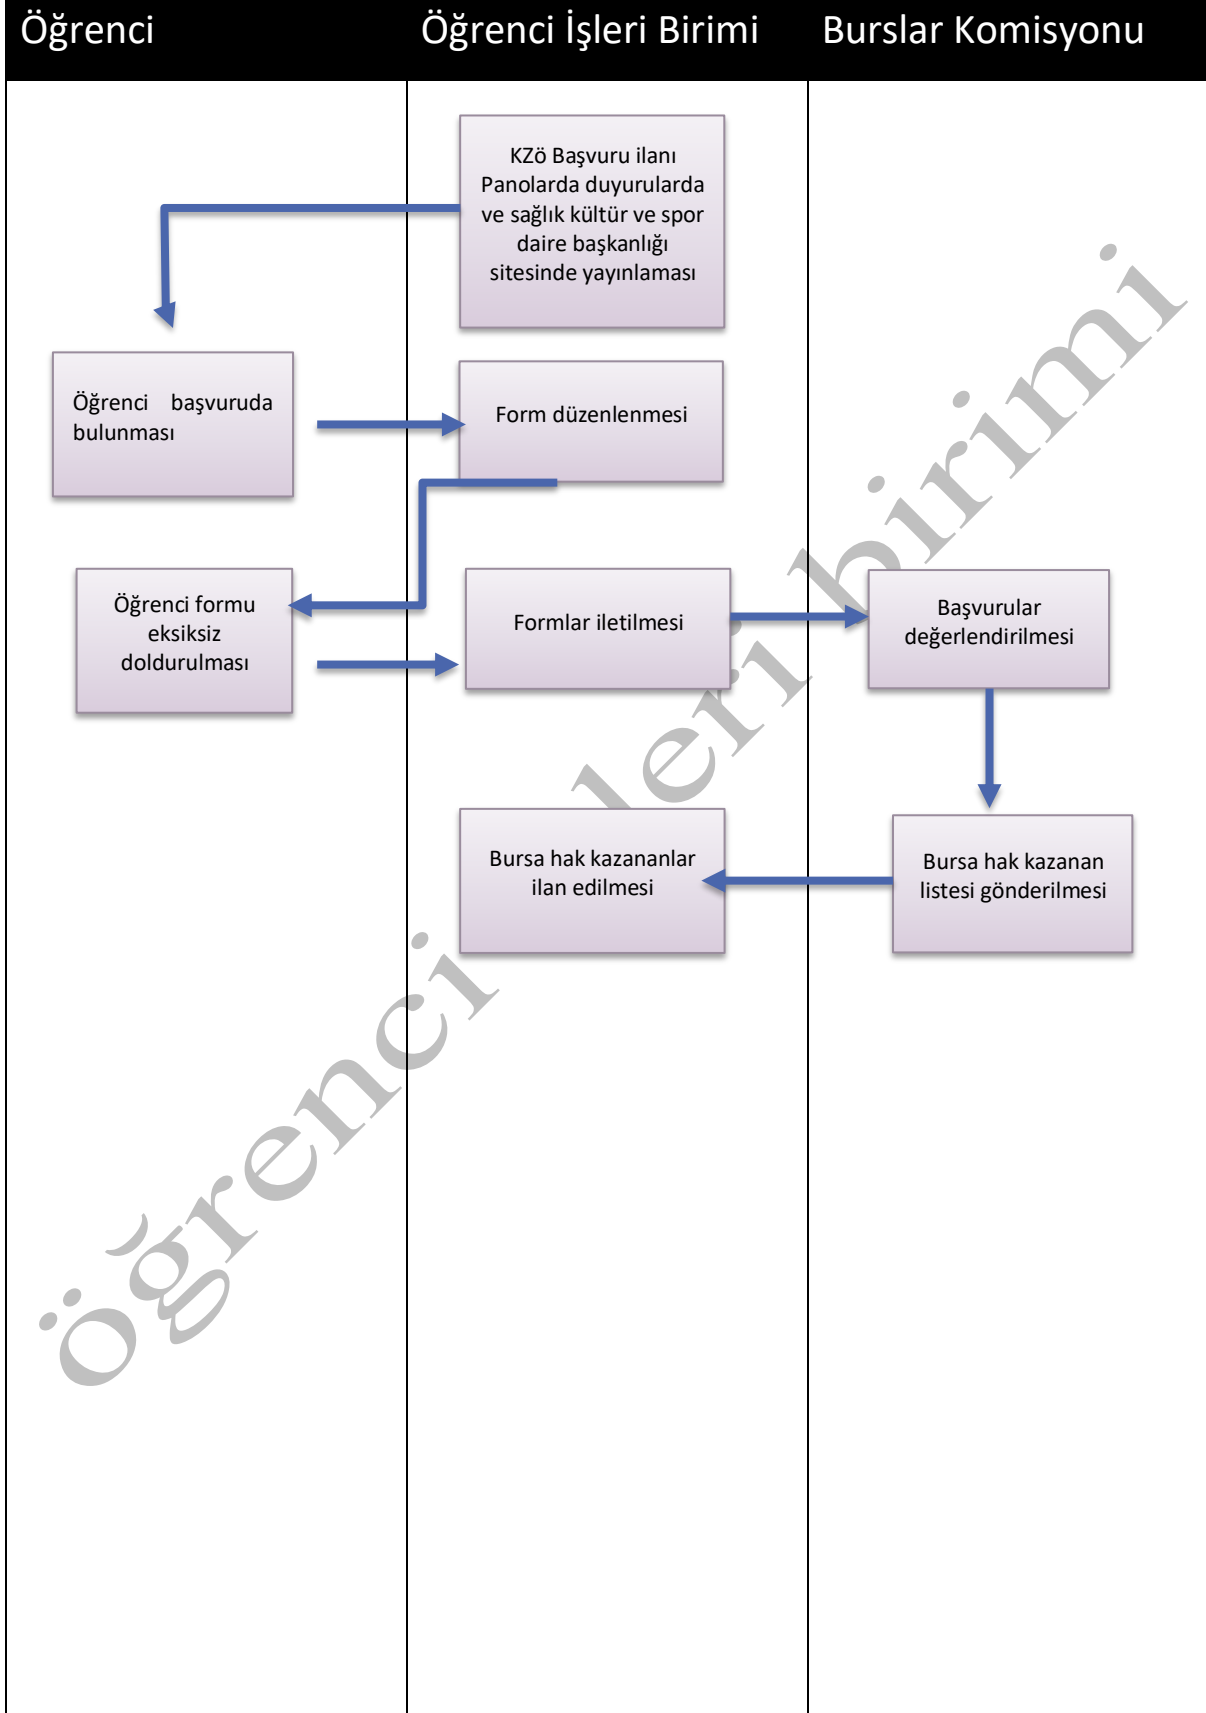 Öğrenci
Öğrenci İşleri Birimi
Burslar Komisyonu
KZö Başvuru ilanı
Panolarda duyurularda
ve sağlık kültür ve spor
daire başkanlığı
sitesinde yayınlaması
Öğrenci başvuruda
bulunması
Form düzenlenmesi
Öğrenci formu
eksiksiz
doldurulması
Formlar iletilmesi
Başvurular
değerlendirilmesi
Bursa hak kazananlar
ilan edilmesi
Bursa hak kazanan
listesi gönderilmesi
Öğrenci leri birimi